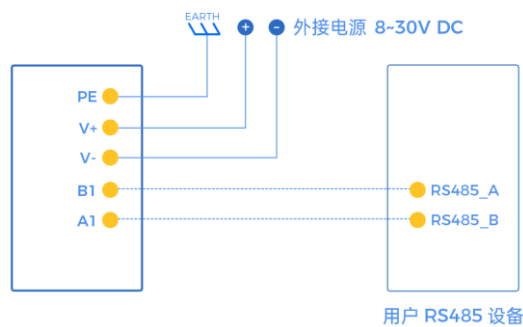 EARTH
+ - 外接电源 8~30V DC
PE
V+
V-
B1 RS485_A
A1 RS485_B
用户 RS485 设备